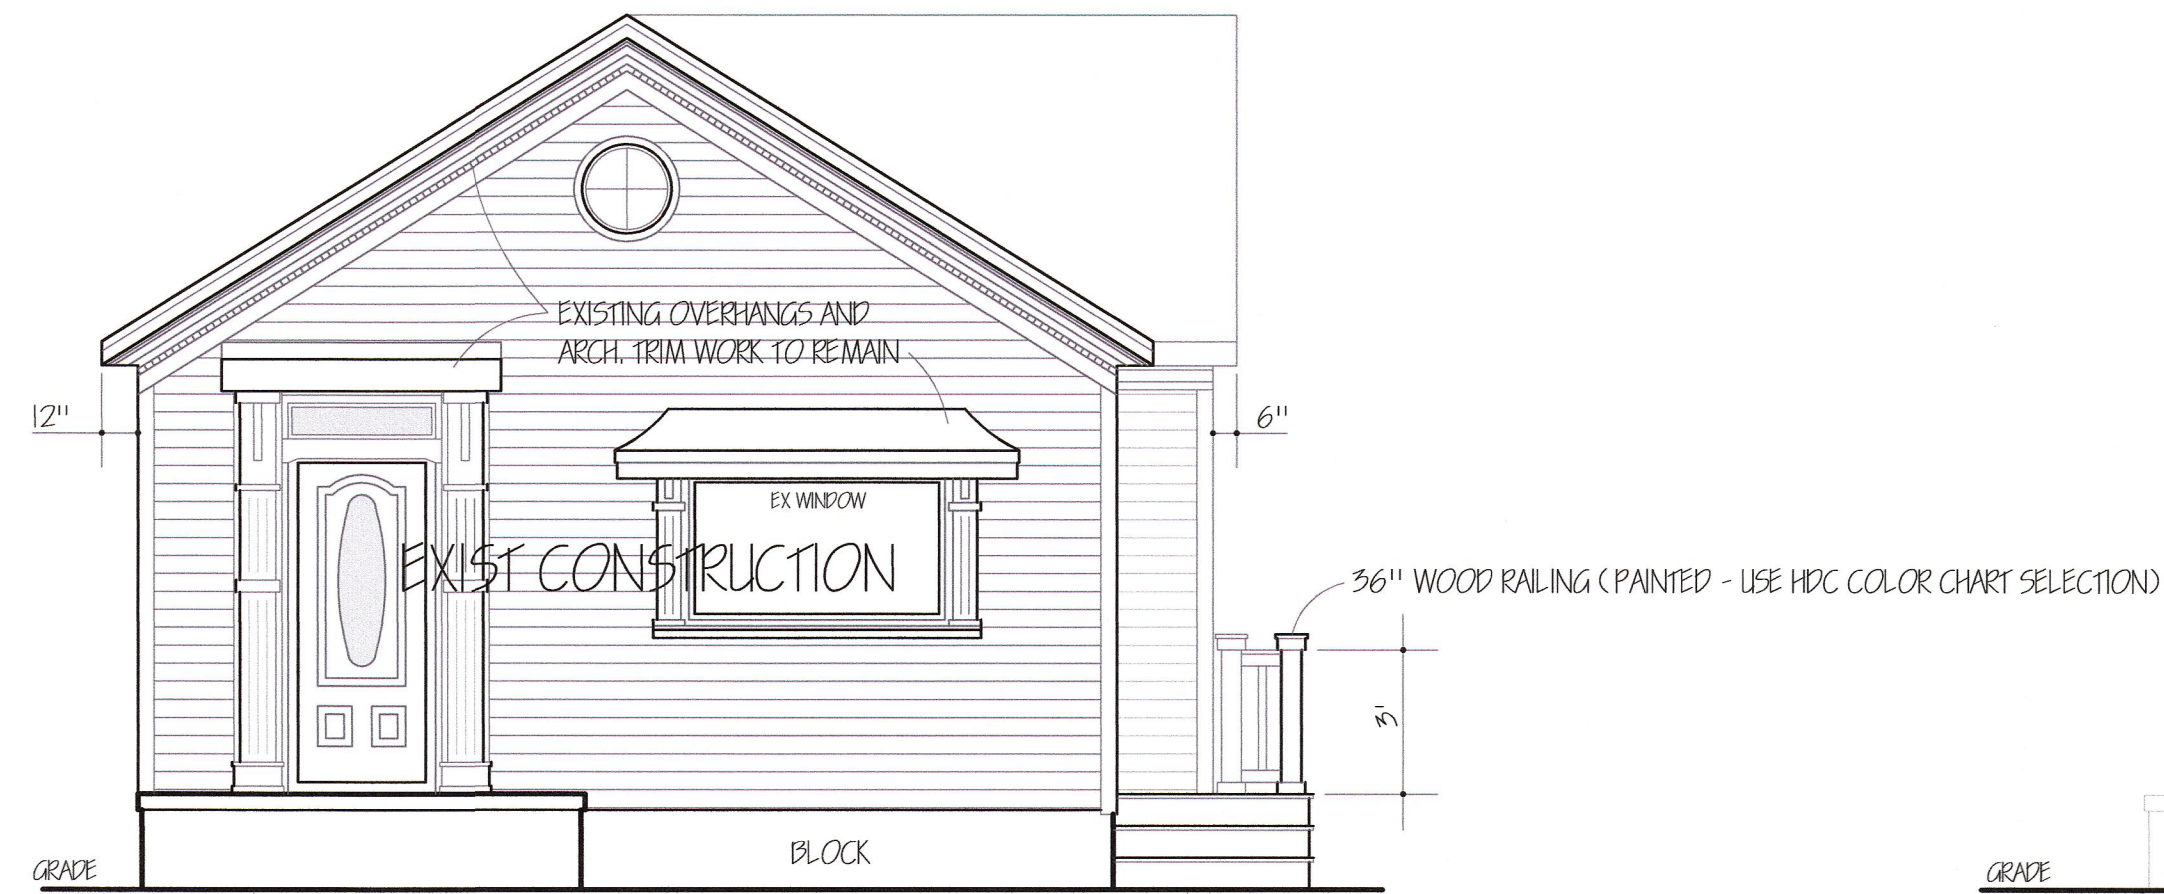 EXISTING OVERHANGS AND
ARCH. TRIM WORK TO REMAIN
12"
6"
EX WINDOW
EXIST CONSTRUCTION
36" WOOD RAILING (PAINTED - USE HDC COLOR CHART SELECTION)
3'
BLOCK
GRADE
GRADE